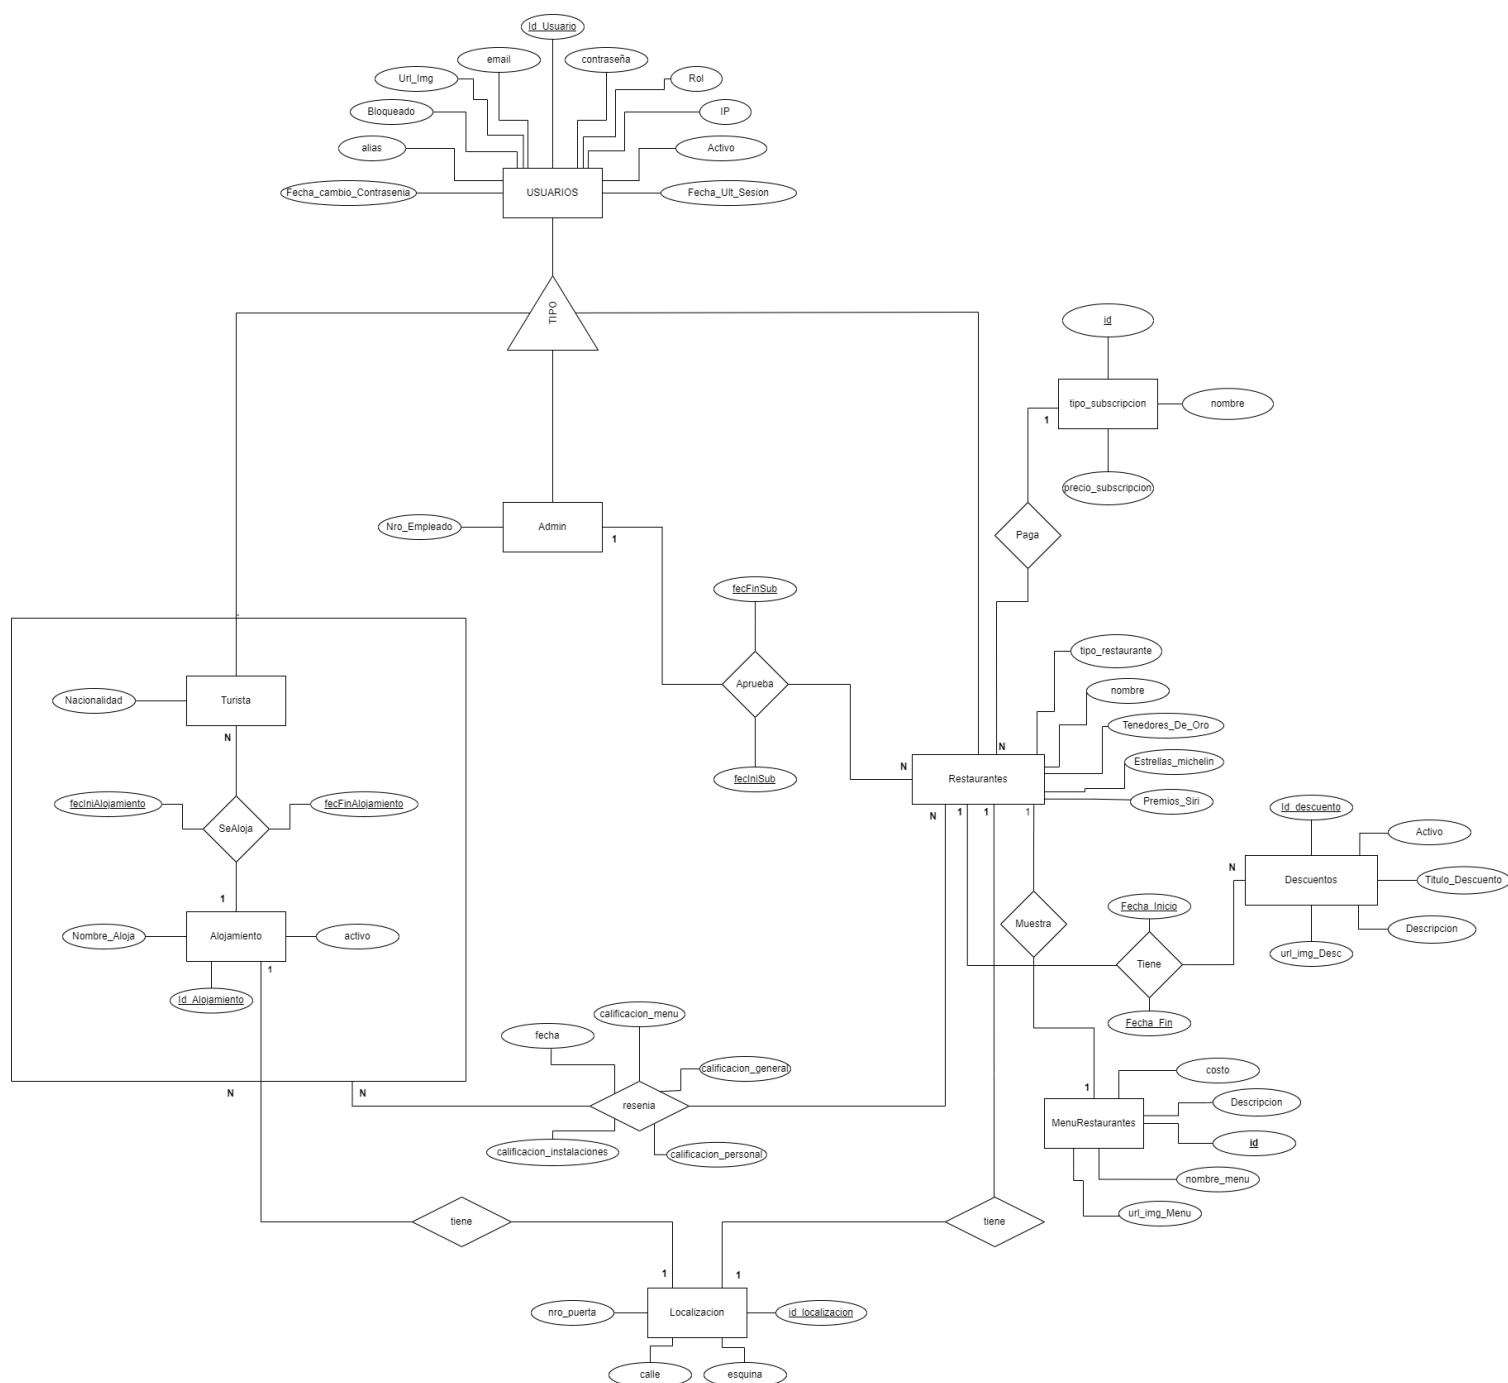 Id_Usuario
email
contraseña
Url_Img
Rol
Bloqueado
IP
alias
Activo
Fecha_cambio_Contrasenia
USUARIOS
Fecha_Ult_Sesion
TIPO
id
tipo_subscripcion
nombre
1
precio_subscripcion
Nro_Empleado
Admin
1
Paga
fecFinSub
tipo_restaurante
Aprueba
nombre
Nacionalidad
Turista
Tenedores_De_Oro
N
N
Estrellas_michelin
N
Restaurantes
fecIniSub
Premios_Siri
fecIniAlojamiento
fecFinAlojamiento
Id_descuento
SeAloja
N
1
1
1
Activo
N
Descuentos
Titulo_Descuento
1
Fecha_Inicio
Muestra
Descripcion
Nombre_Aloja
Alojamiento
activo
url_img_Desc
Tiene
1
Id_Alojamiento
Fecha_Fin
calificacion_menu
fecha
calificacion_general
costo
N
N
1
Descripcion
resenia
MenuRestaurantes
id
calificacion_instalaciones
calificacion_personal
nombre_menu
url_img_Menu
tiene
tiene
1
1
nro_puerta
Localizacion
id_localizacion
calle
esquina